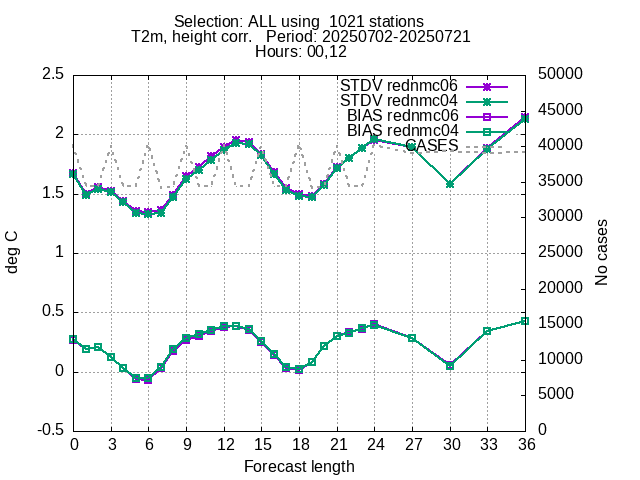 Selection: ALL using  1021 stations
T2m, height corr.   Period: 20250702-20250721
Hours: 00,12
STDV rednmc06
STDV rednmc04
BIAS rednmc06
BIAS rednmc04
CASES
2.5
2
1.5
1
0.5
0
-0.5
deg C
50000
45000
40000
35000
30000
25000
20000
15000
10000
5000
0
No cases
0 3 6 9 12 15 18 21 24 27 30 33 36
Forecast length